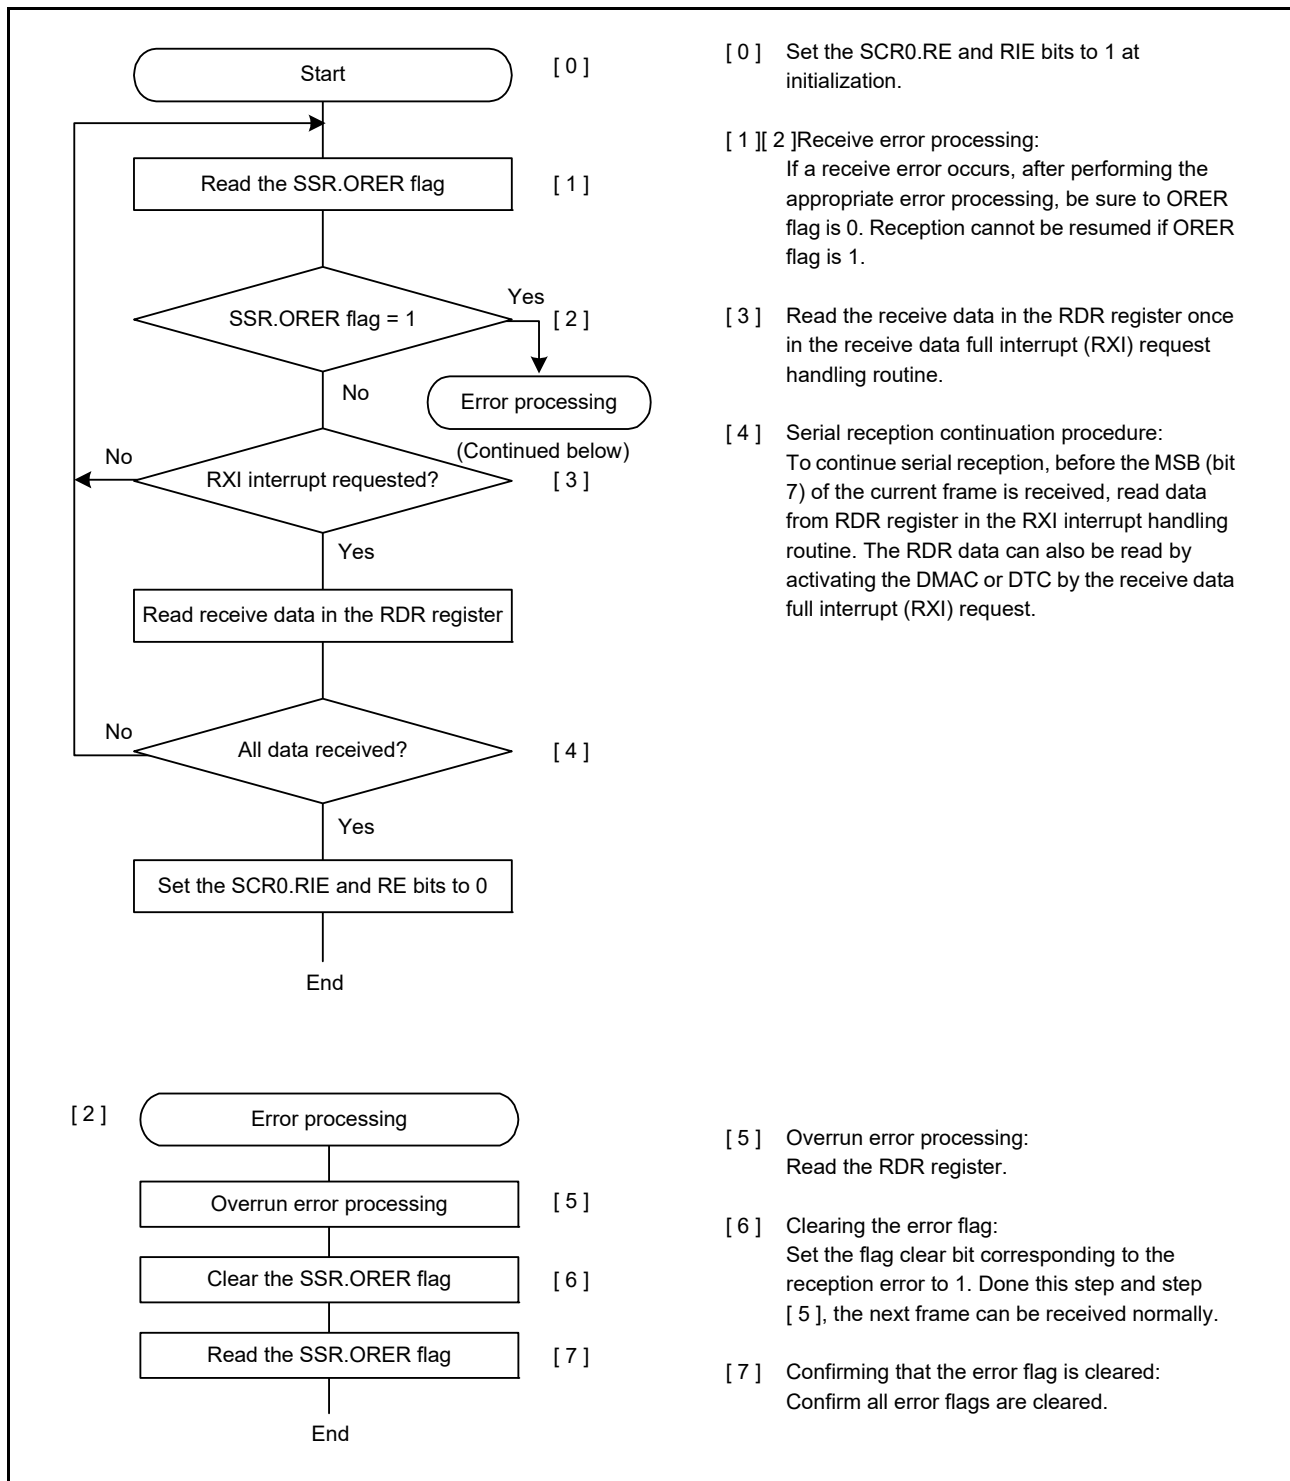 Start
[ 0 ]
Read the SSR.ORER flag
[ 1 ]
SSR.ORER flag = 1
Yes
[ 2 ]
No
Error processing
(Continued below)
No
RXI interrupt requested?
[ 3 ]
Yes
Read receive data in the RDR register
No
All data received?
[ 4 ]
Yes
Set the SCR0.RIE and RE bits to 0
End
[ 0 ] Set the SCR0.RE and RIE bits to 1 at
initialization.
[ 1 ][ 2 ]Receive error processing:
If a receive error occurs, after performing the
appropriate error processing, be sure to ORER
flag is 0. Reception cannot be resumed if ORER
flag is 1.
[ 3 ] Read the receive data in the RDR register once
in the receive data full interrupt (RXI) request
handling routine.
[ 4 ] Serial reception continuation procedure:
To continue serial reception, before the MSB (bit
7) of the current frame is received, read data
from RDR register in the RXI interrupt handling
routine. The RDR data can also be read by
activating the DMAC or DTC by the receive data
full interrupt (RXI) request.
[ 2 ]
Error processing
Overrun error processing
[ 5 ]
Clear the SSR.ORER flag
[ 6 ]
Read the SSR.ORER flag
[ 7 ]
End
[ 5 ] Overrun error processing:
Read the RDR register.
[ 6 ] Clearing the error flag:
Set the flag clear bit corresponding to the
reception error to 1. Done this step and step
[ 5 ], the next frame can be received normally.
[ 7 ] Confirming that the error flag is cleared:
Confirm all error flags are cleared.